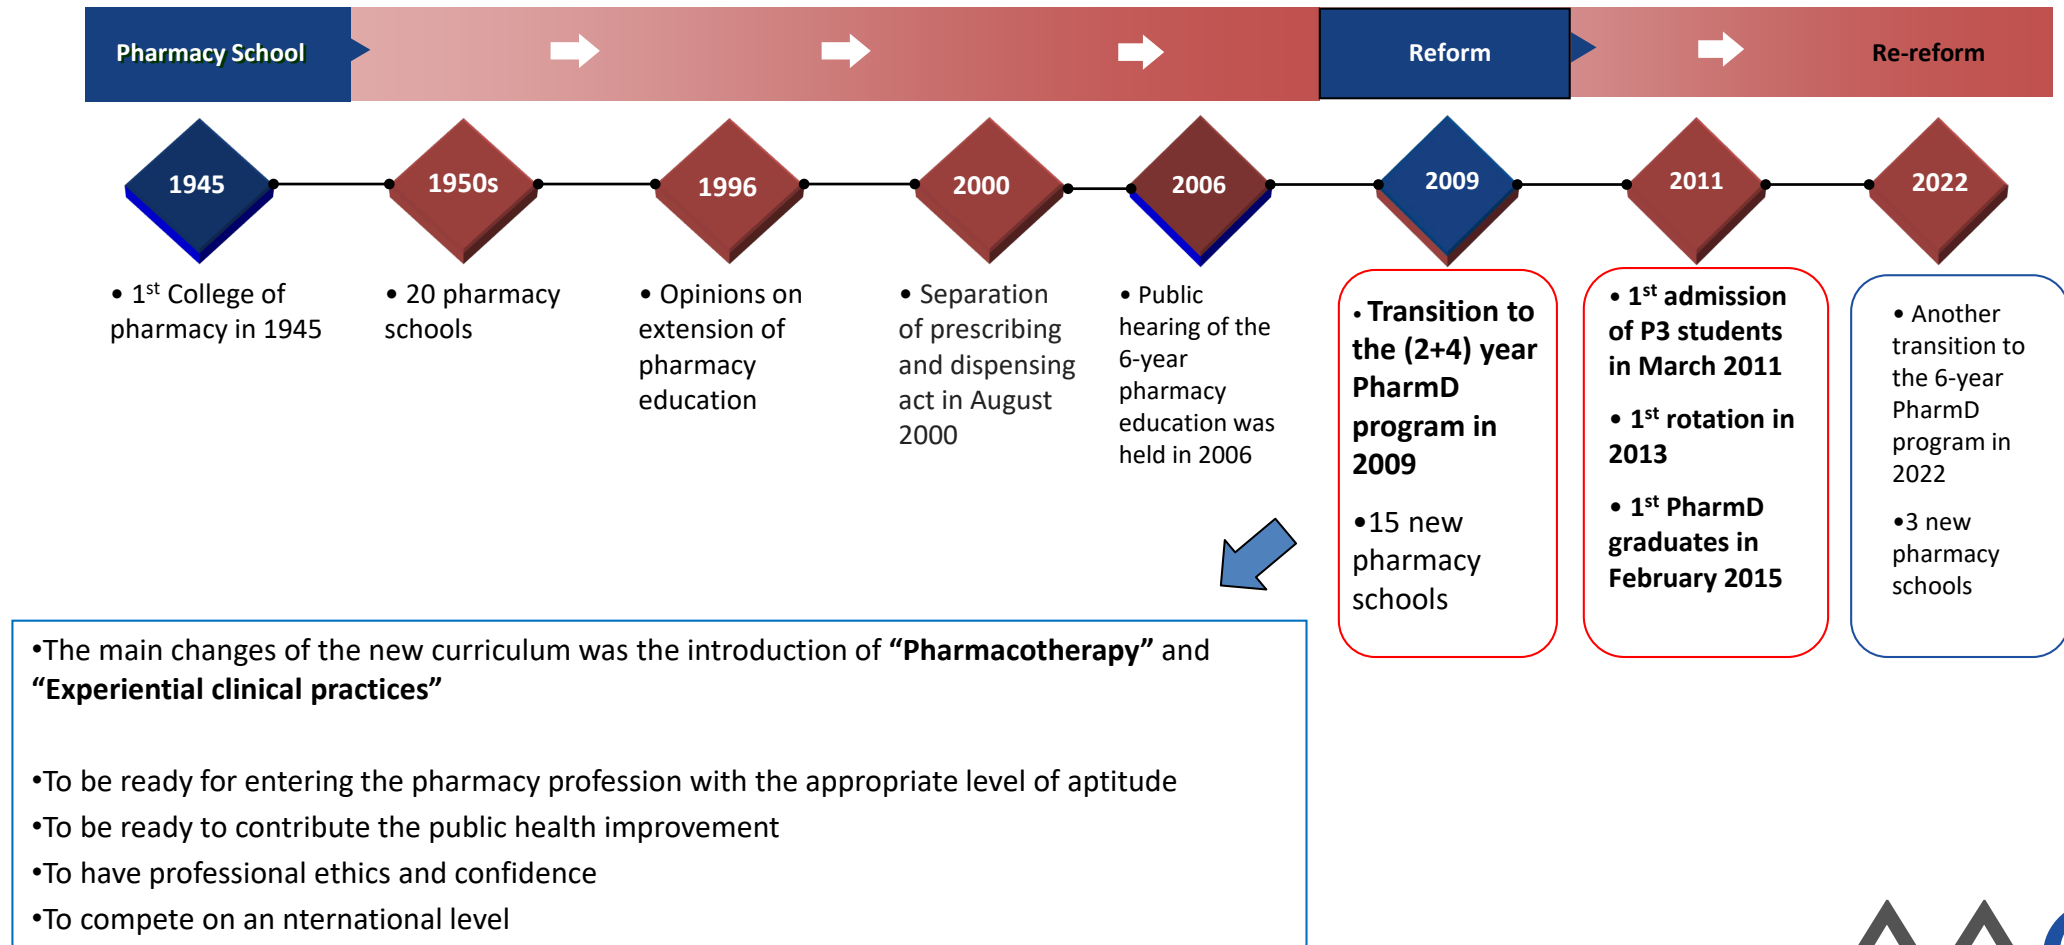 Pharmacy School
Reform
Re-reform
1945
1950s
1996
2000
2006
2009
2011
2022
• 1st College of
pharmacy in 1945
• 20 pharmacy
schools
• Opinions on
extension of
pharmacy
education
• Separation
of prescribing
and dispensing
act in August
2000
• Public
hearing of the
6-year
pharmacy
education was
held in 2006
• Transition to
the (2+4) year
PharmD
program in
2009
•15 new
pharmacy
schools
• 1st admission
of P3 students
in March 2011
• 1st rotation in
2013
• 1st PharmD
graduates in
February 2015
• Another
transition to
the 6-year
PharmD
program in
2022
•3 new
pharmacy
schools
•The main changes of the new curriculum was the introduction of “Pharmacotherapy” and
“Experiential clinical practices”
•To be ready for entering the pharmacy profession with the appropriate level of aptitude
•To be ready to contribute the public health improvement
•To have professional ethics and confidence
•To compete on an nternational level